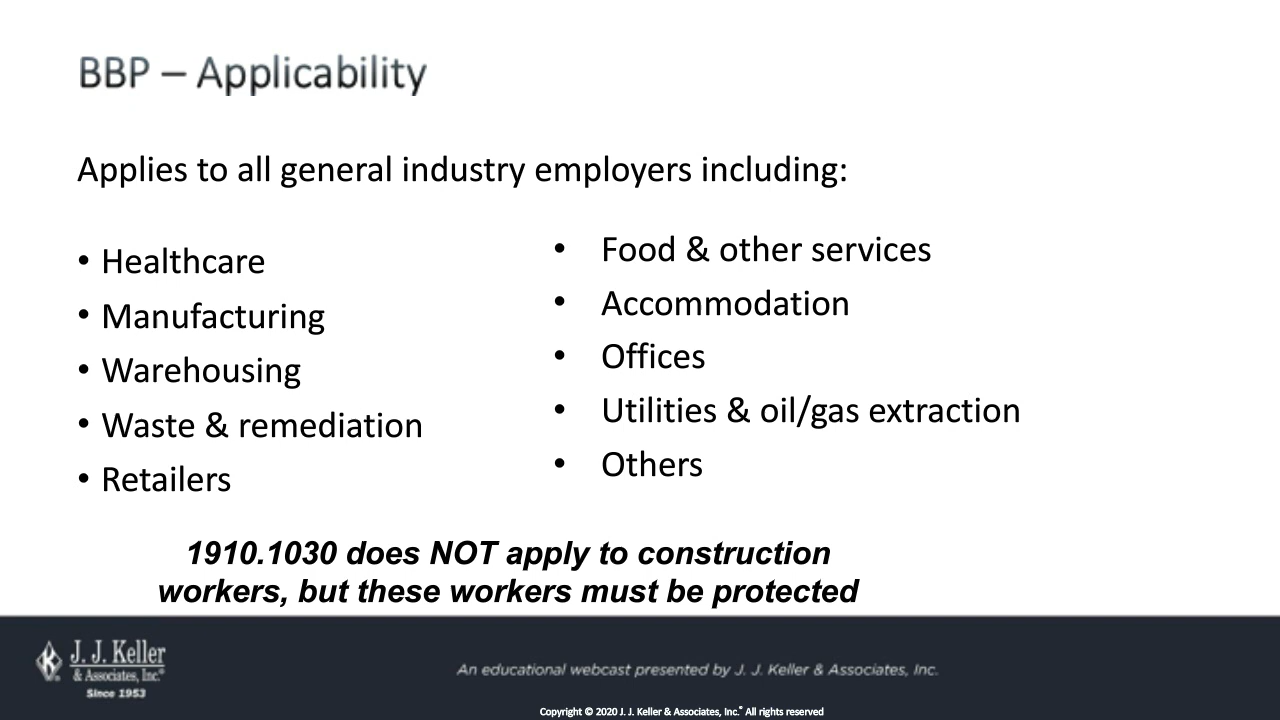 BBP – Applicability
Applies to all general industry employers including:
• Healthcare
• Manufacturing
• Warehousing
• Waste & remediation
• Retailers
• Food & other services
• Accommodation
• Offices
• Utilities & oil/gas extraction
• Others
1910.1030 does NOT apply to construction
workers, but these workers must be protected
J. J. Keller
& Associates, Inc.®
Since 1953
An educational webcast presented by J. J. Keller & Associates, Inc.
Copyright © 2020 J. J. Keller & Associates, Inc.® All rights reserved